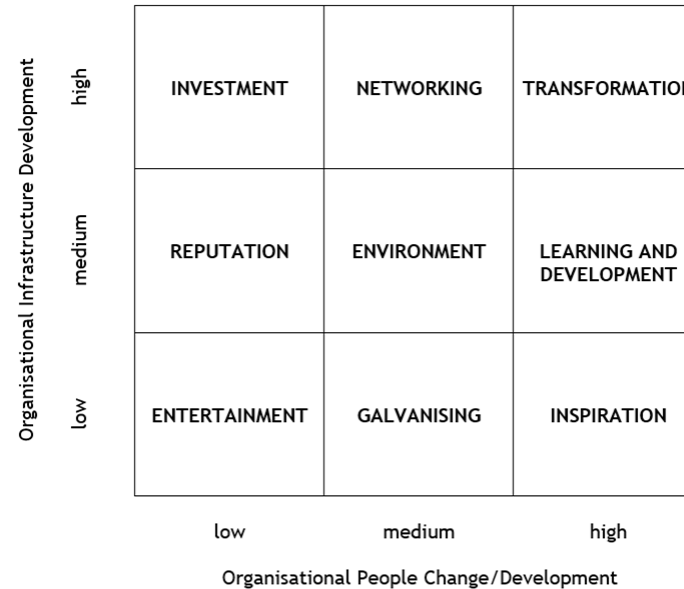 Organisational Infrastructure Development
high
INVESTMENT
NETWORKING
TRANSFORMATION
medium
REPUTATION
ENVIRONMENT
LEARNING AND
DEVELOPMENT
low
ENTERTAINMENT
GALVANISING
INSPIRATION
low
medium
high
Organisational People Change/Development